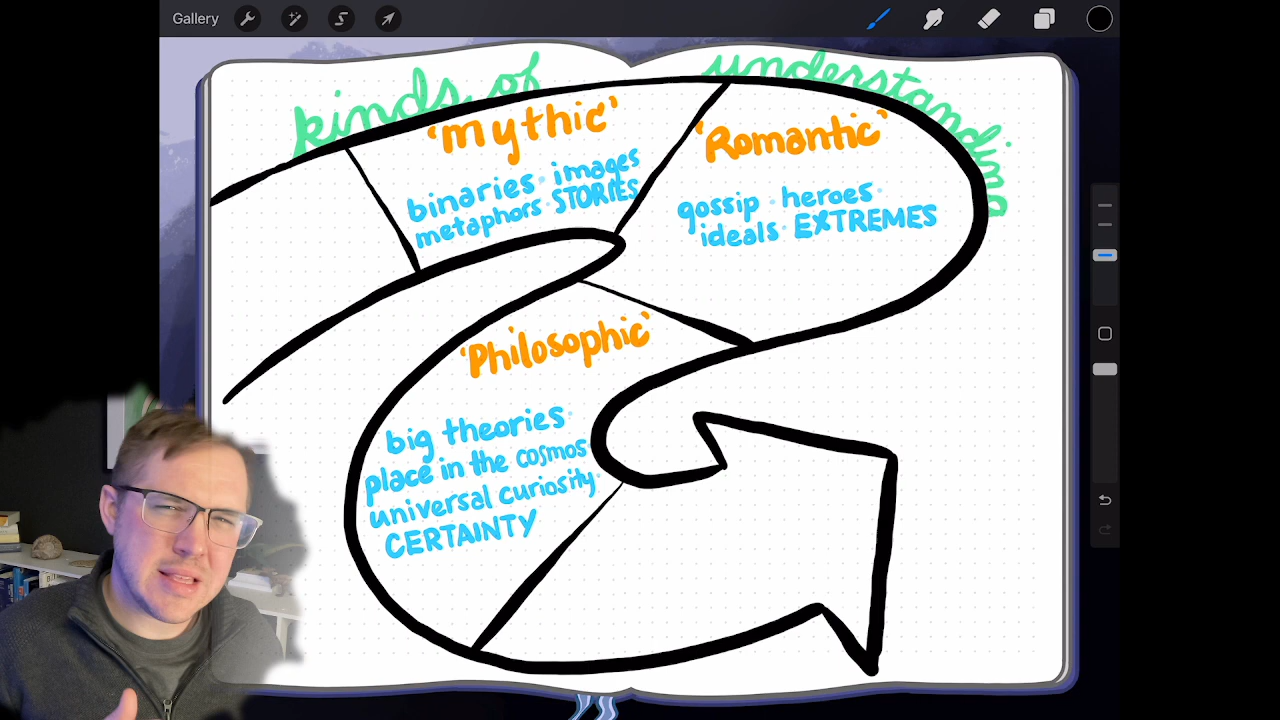 Gallery
kinds of understanding
'mythic'
binaries · images
metaphors · STORIES
'Romantic'
gossip · heroes ·
ideals · EXTREMES
'Philosophic'
big theories ·
place in the cosmos
universal curiosity ·
CERTAINTY